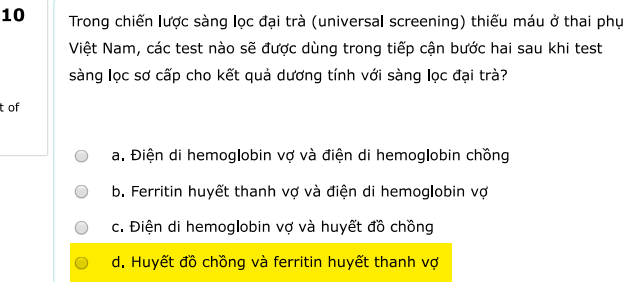 10
Trong chiến lược sàng lọc đại trà (universal screening) thiếu máu ở thai phụ
Việt Nam, các test nào sẽ được dùng trong tiếp cận bước hai sau khi test
sàng lọc sơ cấp cho kết quả dương tính với sàng lọc đại trà?
t of
a. Điện di hemoglobin vợ và điện di hemoglobin chồng
b. Ferritin huyết thanh vợ và điện di hemoglobin vợ
c. Điện di hemoglobin vợ và huyết đồ chồng
d. Huyết đồ chồng và ferritin huyết thanh vợ